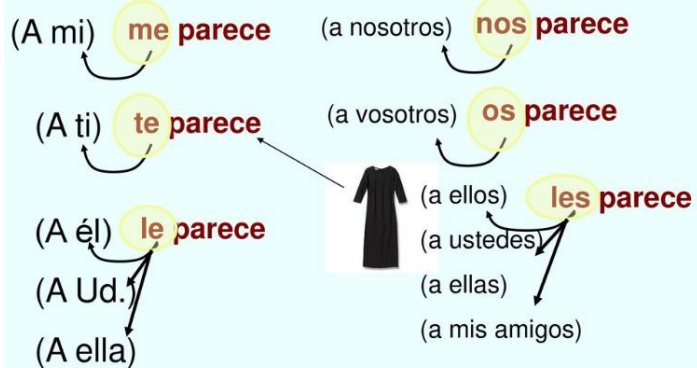 (A mi) me parece
(A ti) te parece
(A él) le parece
(A Ud.)
(A ella)
(a nosotros) nos parece
(a vosotros) os parece
(a ellos) les parece
(a ustedes)
(a ellas)
(a mis amigos)